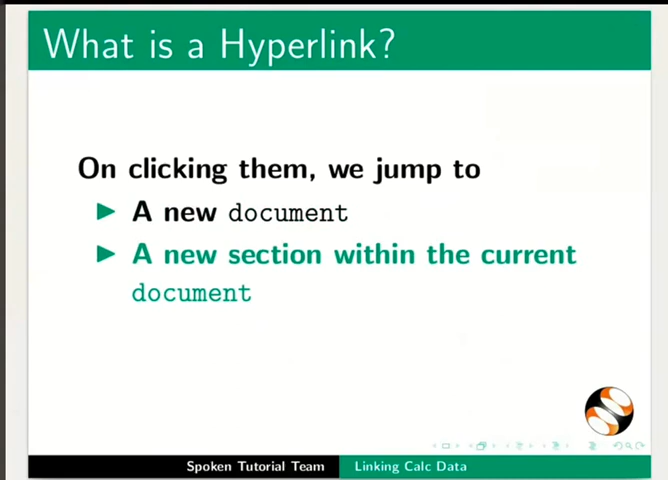 What is a Hyperlink?
On clicking them, we jump to
A new document
A new section within the current
document
Spoken Tutorial Team
Linking Calc Data